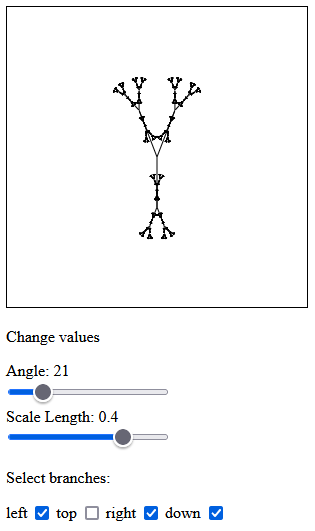 Change values
Angle: 21
Scale Length: 0.4
Select branches:
left top right down